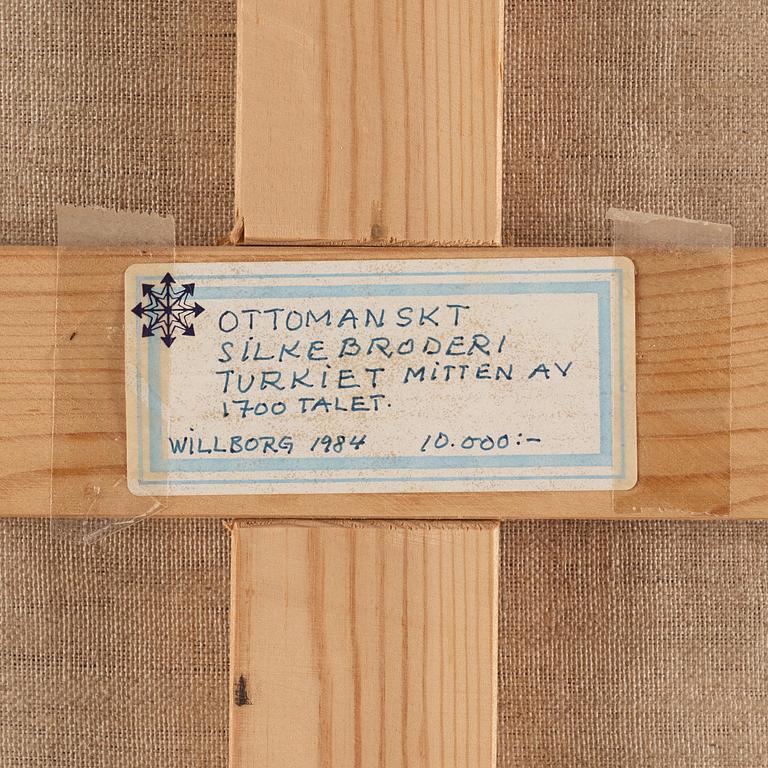 OTTOMANSKT
SILKEBRODERI
TURKIET MITTEN AV
1700 TALET.
WILLBORG 1984 10.000:-